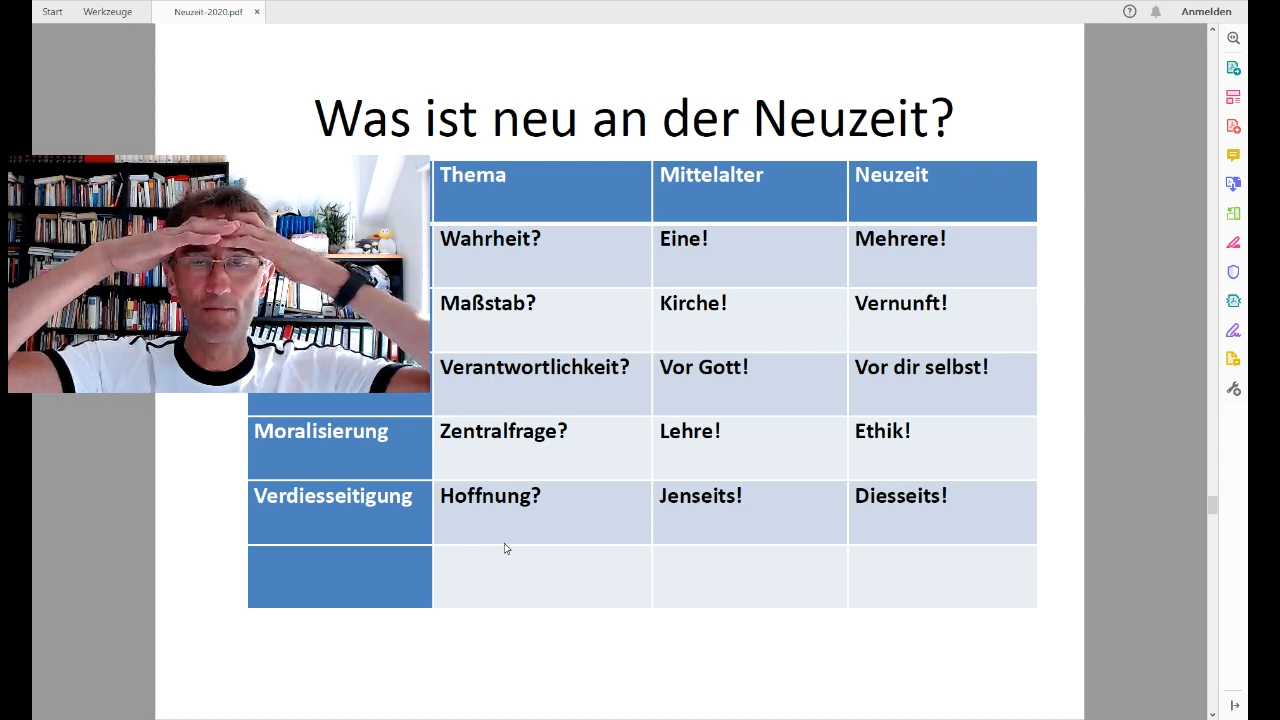 Start Werkzeuge Neuzeit-2020.pdf × Anmelden
Was ist neu an der Neuzeit?
Thema Mittelalter Neuzeit
Wahrheit? Eine! Mehrere!
Maßstab? Kirche! Vernunft!
Verantwortlichkeit? Vor Gott! Vor dir selbst!
Moralisierung Zentralfrage? Lehre! Ethik!
Verdiesseitigung Hoffnung? Jenseits! Diesseits!